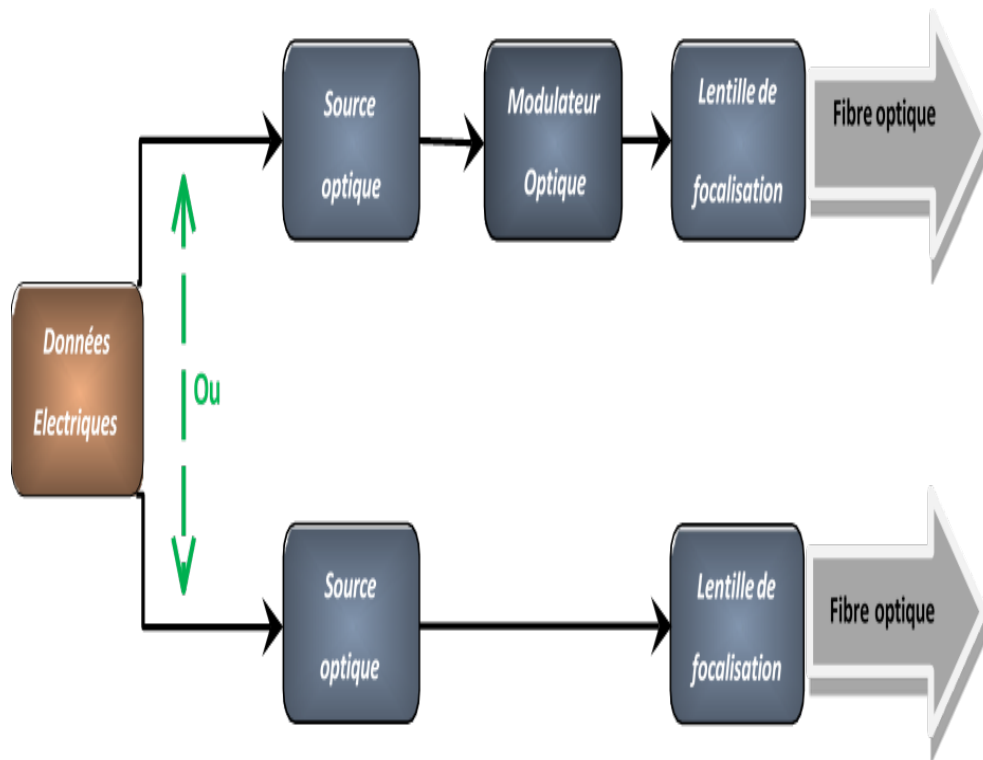 Source
optique
Modulateur
Optique
Lentille de
focalisation
Fibre optique
Données
Electriques
Ou
Source
optique
Lentille de
focalisation
Fibre optique